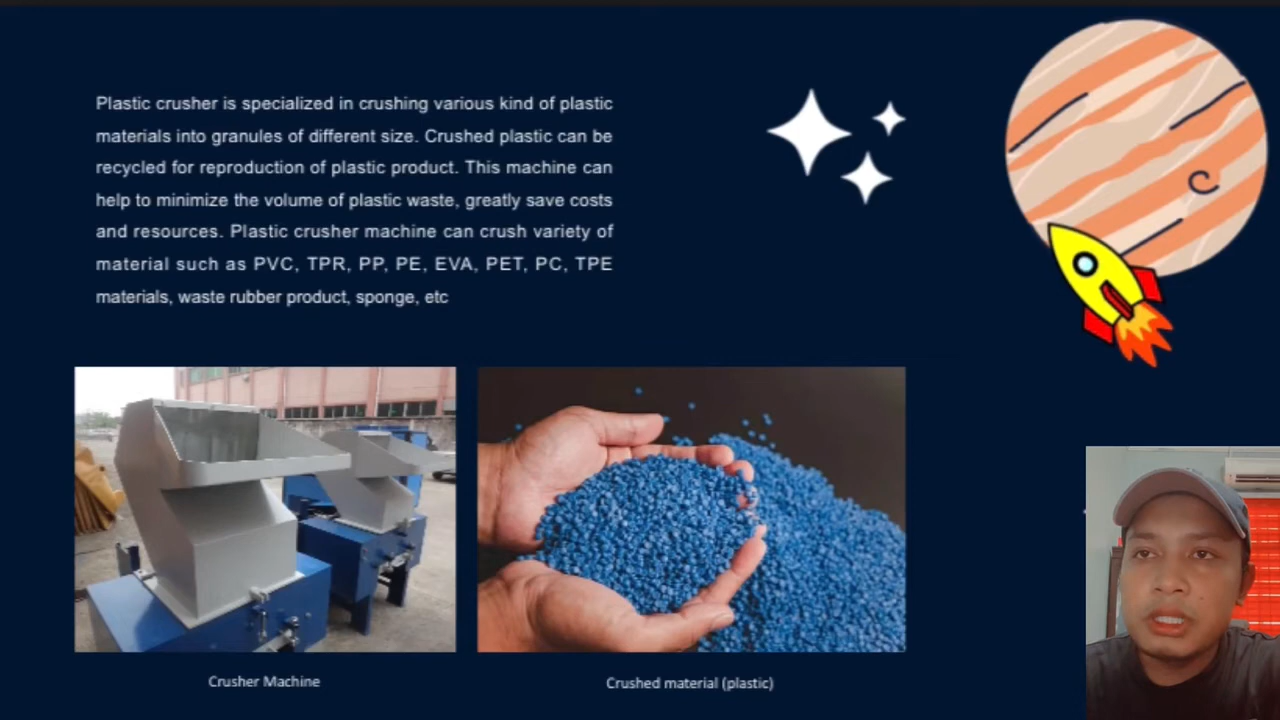 Plastic crusher is specialized in crushing various kind of plastic
materials into granules of different size. Crushed plastic can be
recycled for reproduction of plastic product. This machine can
help to minimize the volume of plastic waste, greatly save costs
and resources. Plastic crusher machine can crush variety of
material such as PVC, TPR, PP, PE, EVA, PET, PC, TPE
materials, waste rubber product, sponge, etc
Crusher Machine
Crushed material (plastic)